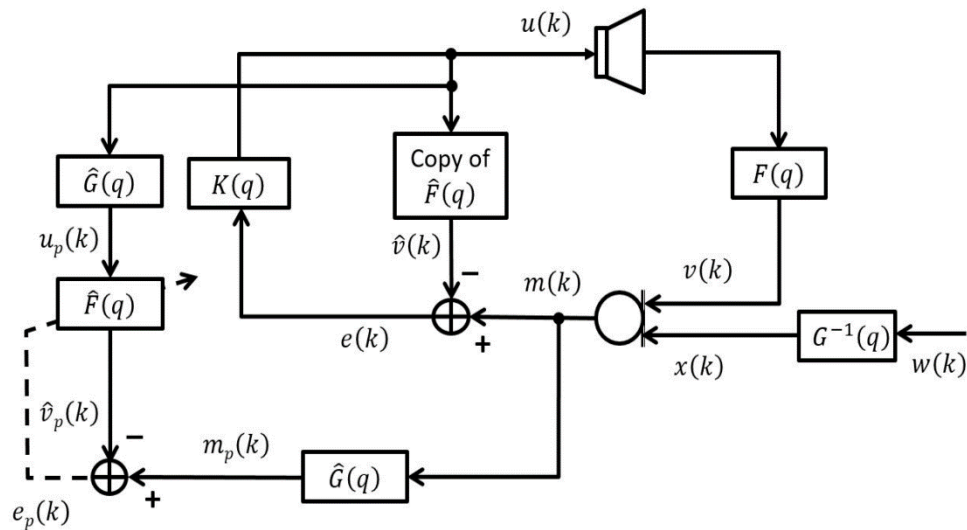 u(k)
Ĝ(q)
K(q)
Copy of
F̂(q)
F(q)
u_p(k)
v̂(k)
−
m(k)
v(k)
F̂(q)
+
e(k)
G⁻¹(q)
x(k)
w(k)
v̂_p(k)
−
m_p(k)
Ĝ(q)
+
e_p(k)